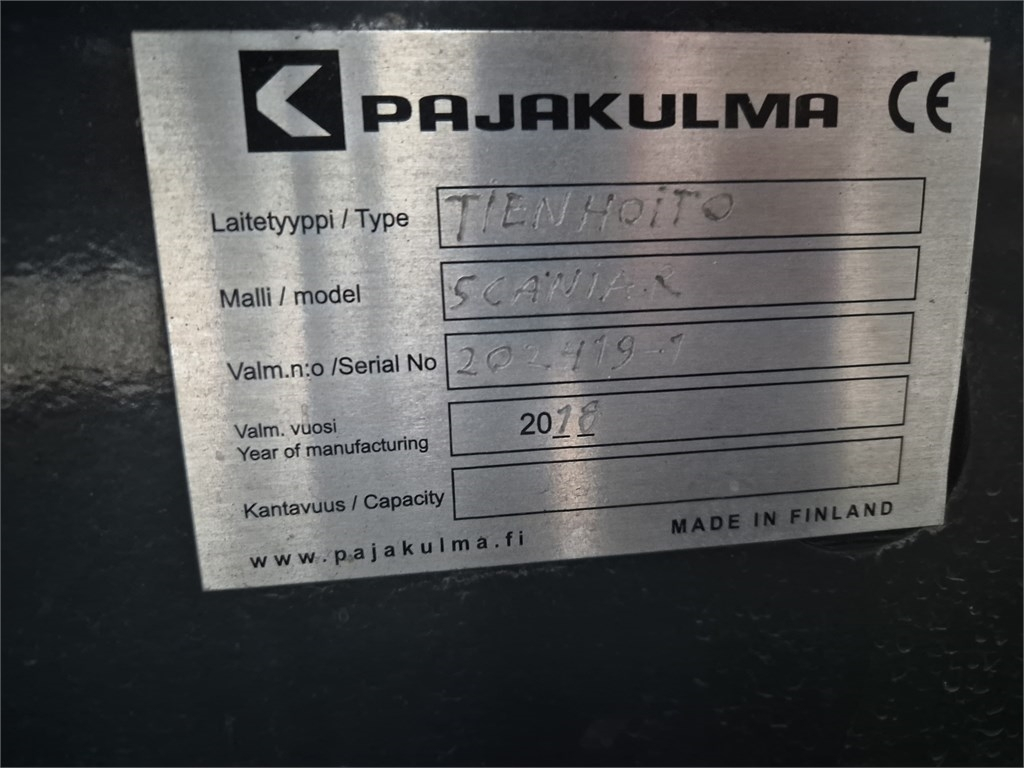 PAJAKULMA CE
Laitetyyppi / Type TIENHOITO
Malli / model SCANIA R
Valm.n:o /Serial No 202419-1
Valm. vuosi
Year of manufacturing 2018
Kantavuus / Capacity
www.pajakulma.fi MADE IN FINLAND